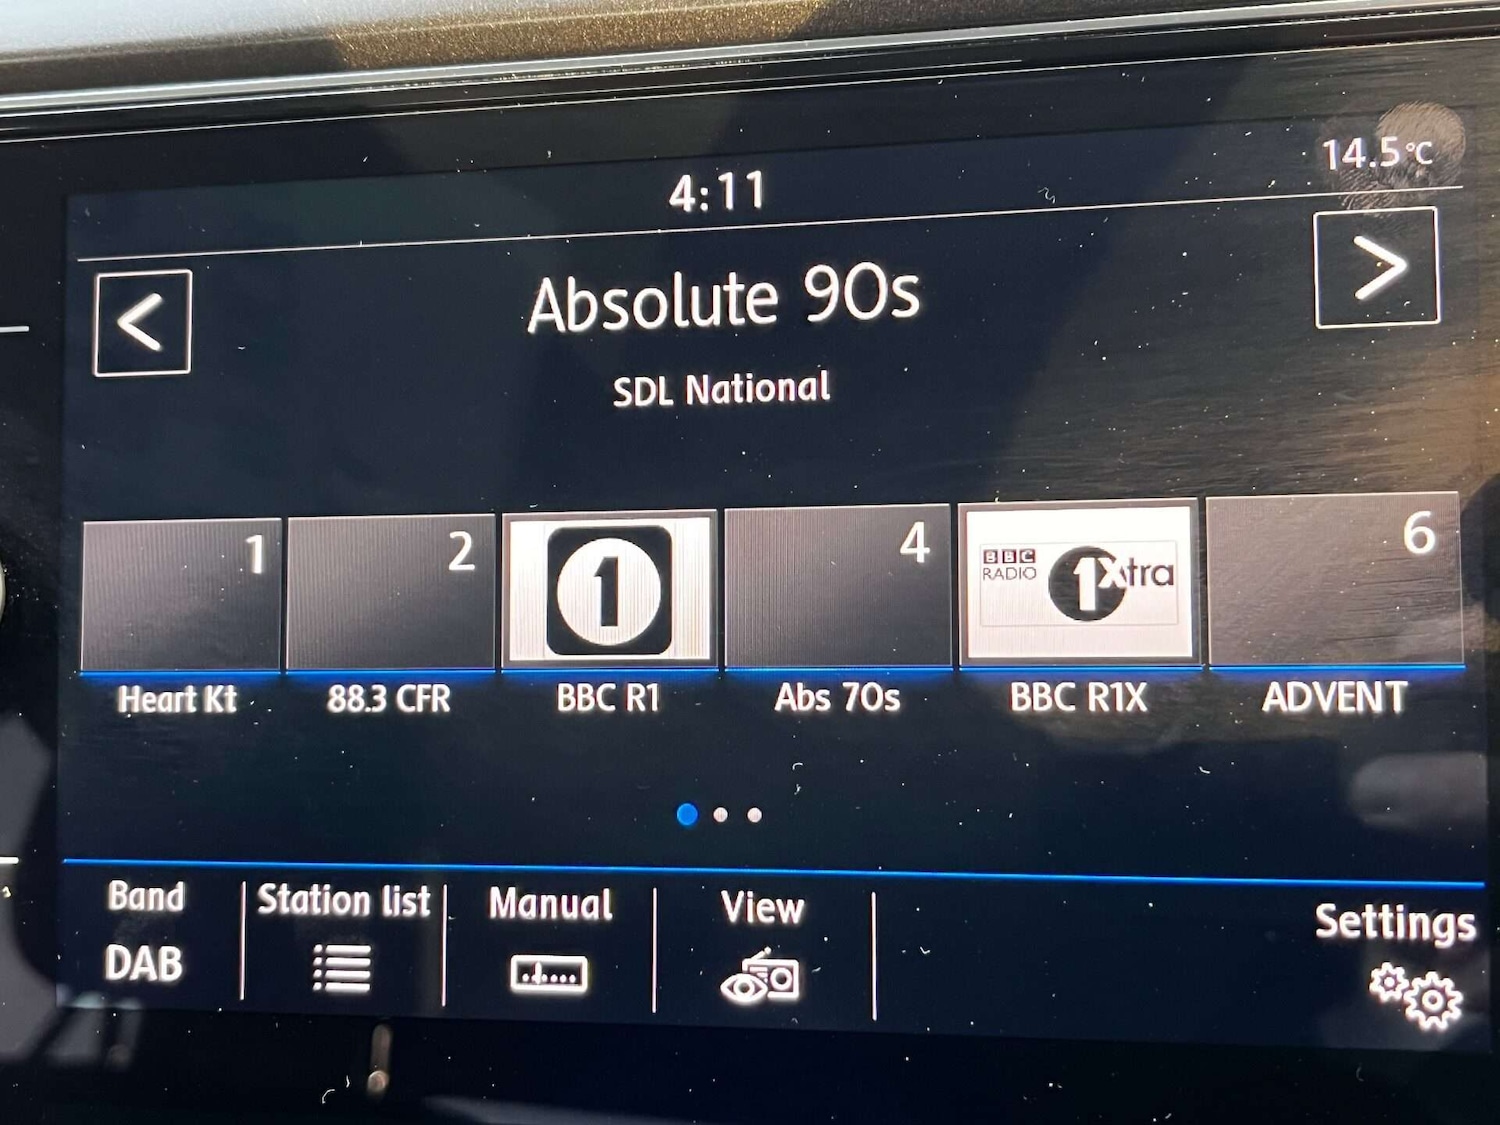 4:11
14.5°C
<
Absolute 90s
>
SDL National
1
2
1
4
BBC
RADIO
1Xtra
6
Heart Kt
88.3 CFR
BBC R1
Abs 70s
BBC R1X
ADVENT
Band
Station list
Manual
View
Settings
DAB